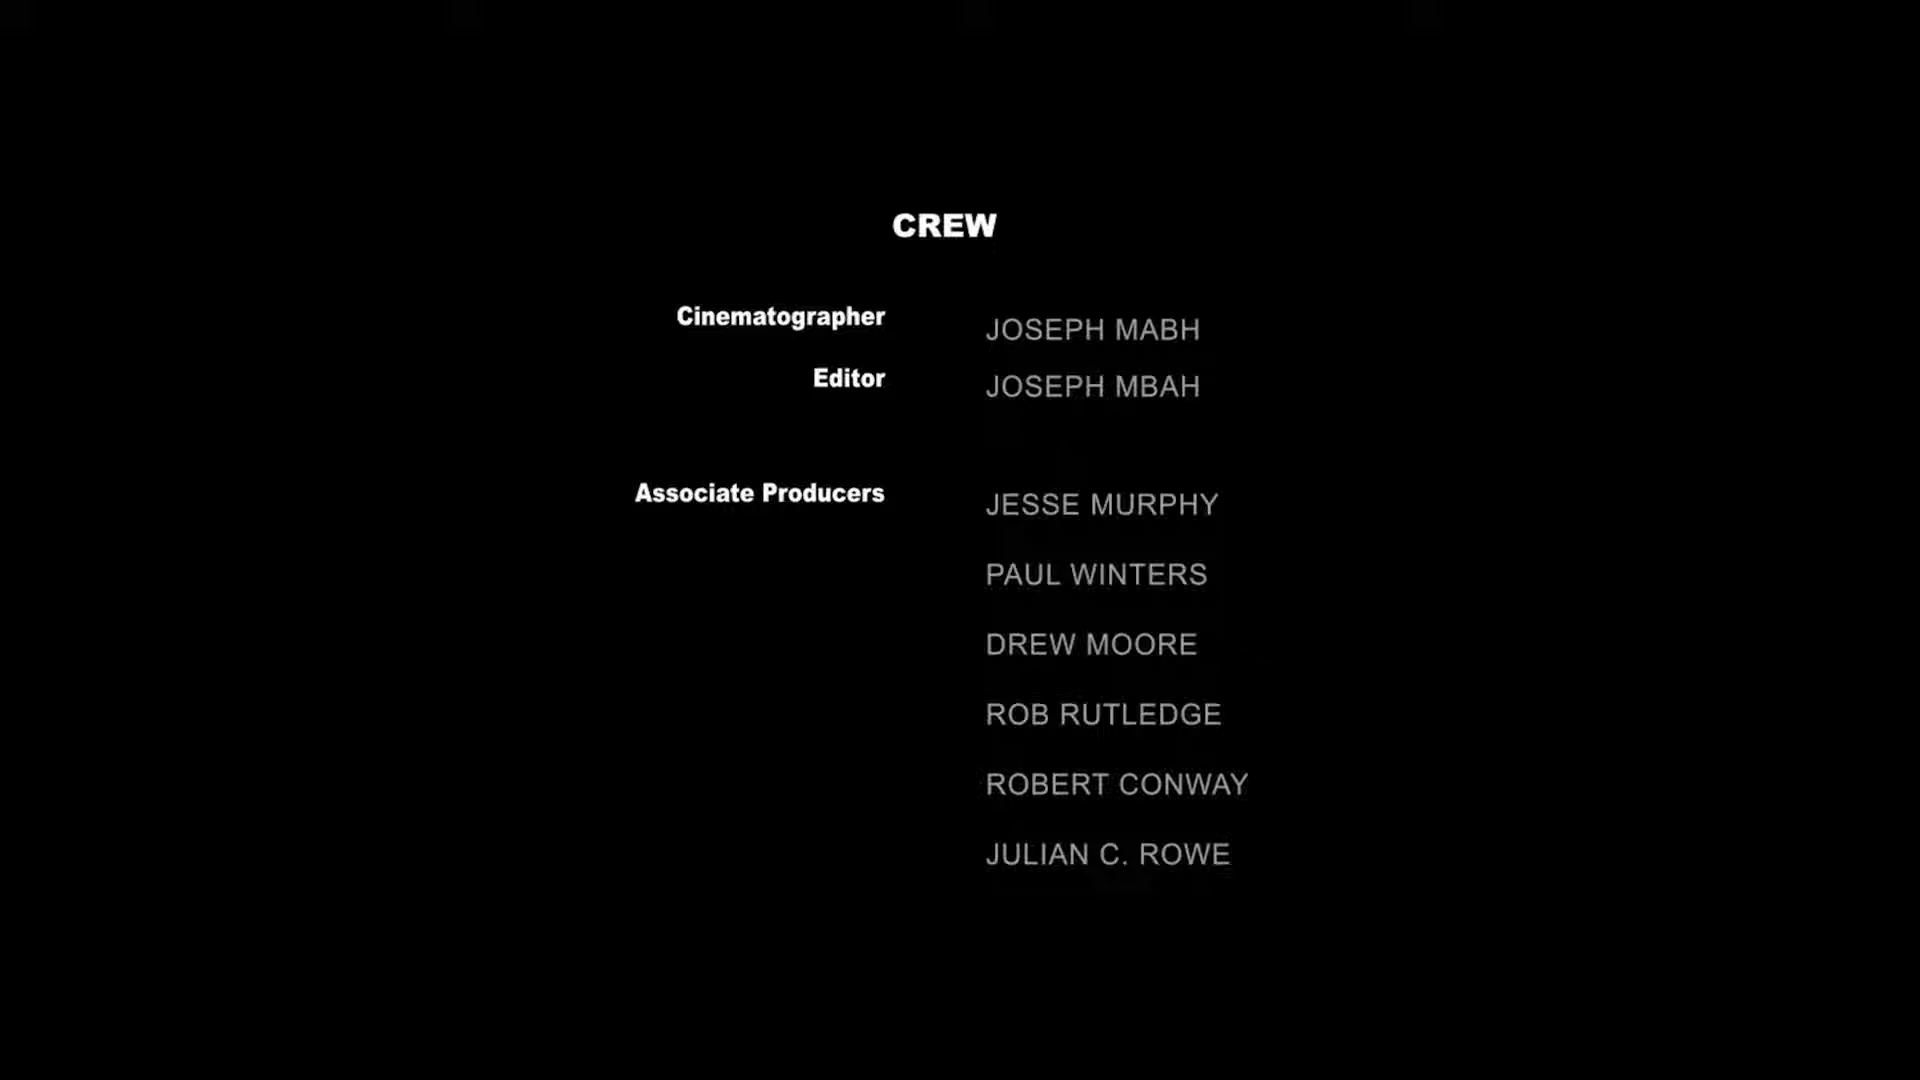 CREW
Cinematographer JOSEPH MABH
Editor JOSEPH MBAH
Associate Producers JESSE MURPHY
PAUL WINTERS
DREW MOORE
ROB RUTLEDGE
ROBERT CONWAY
JULIAN C. ROWE